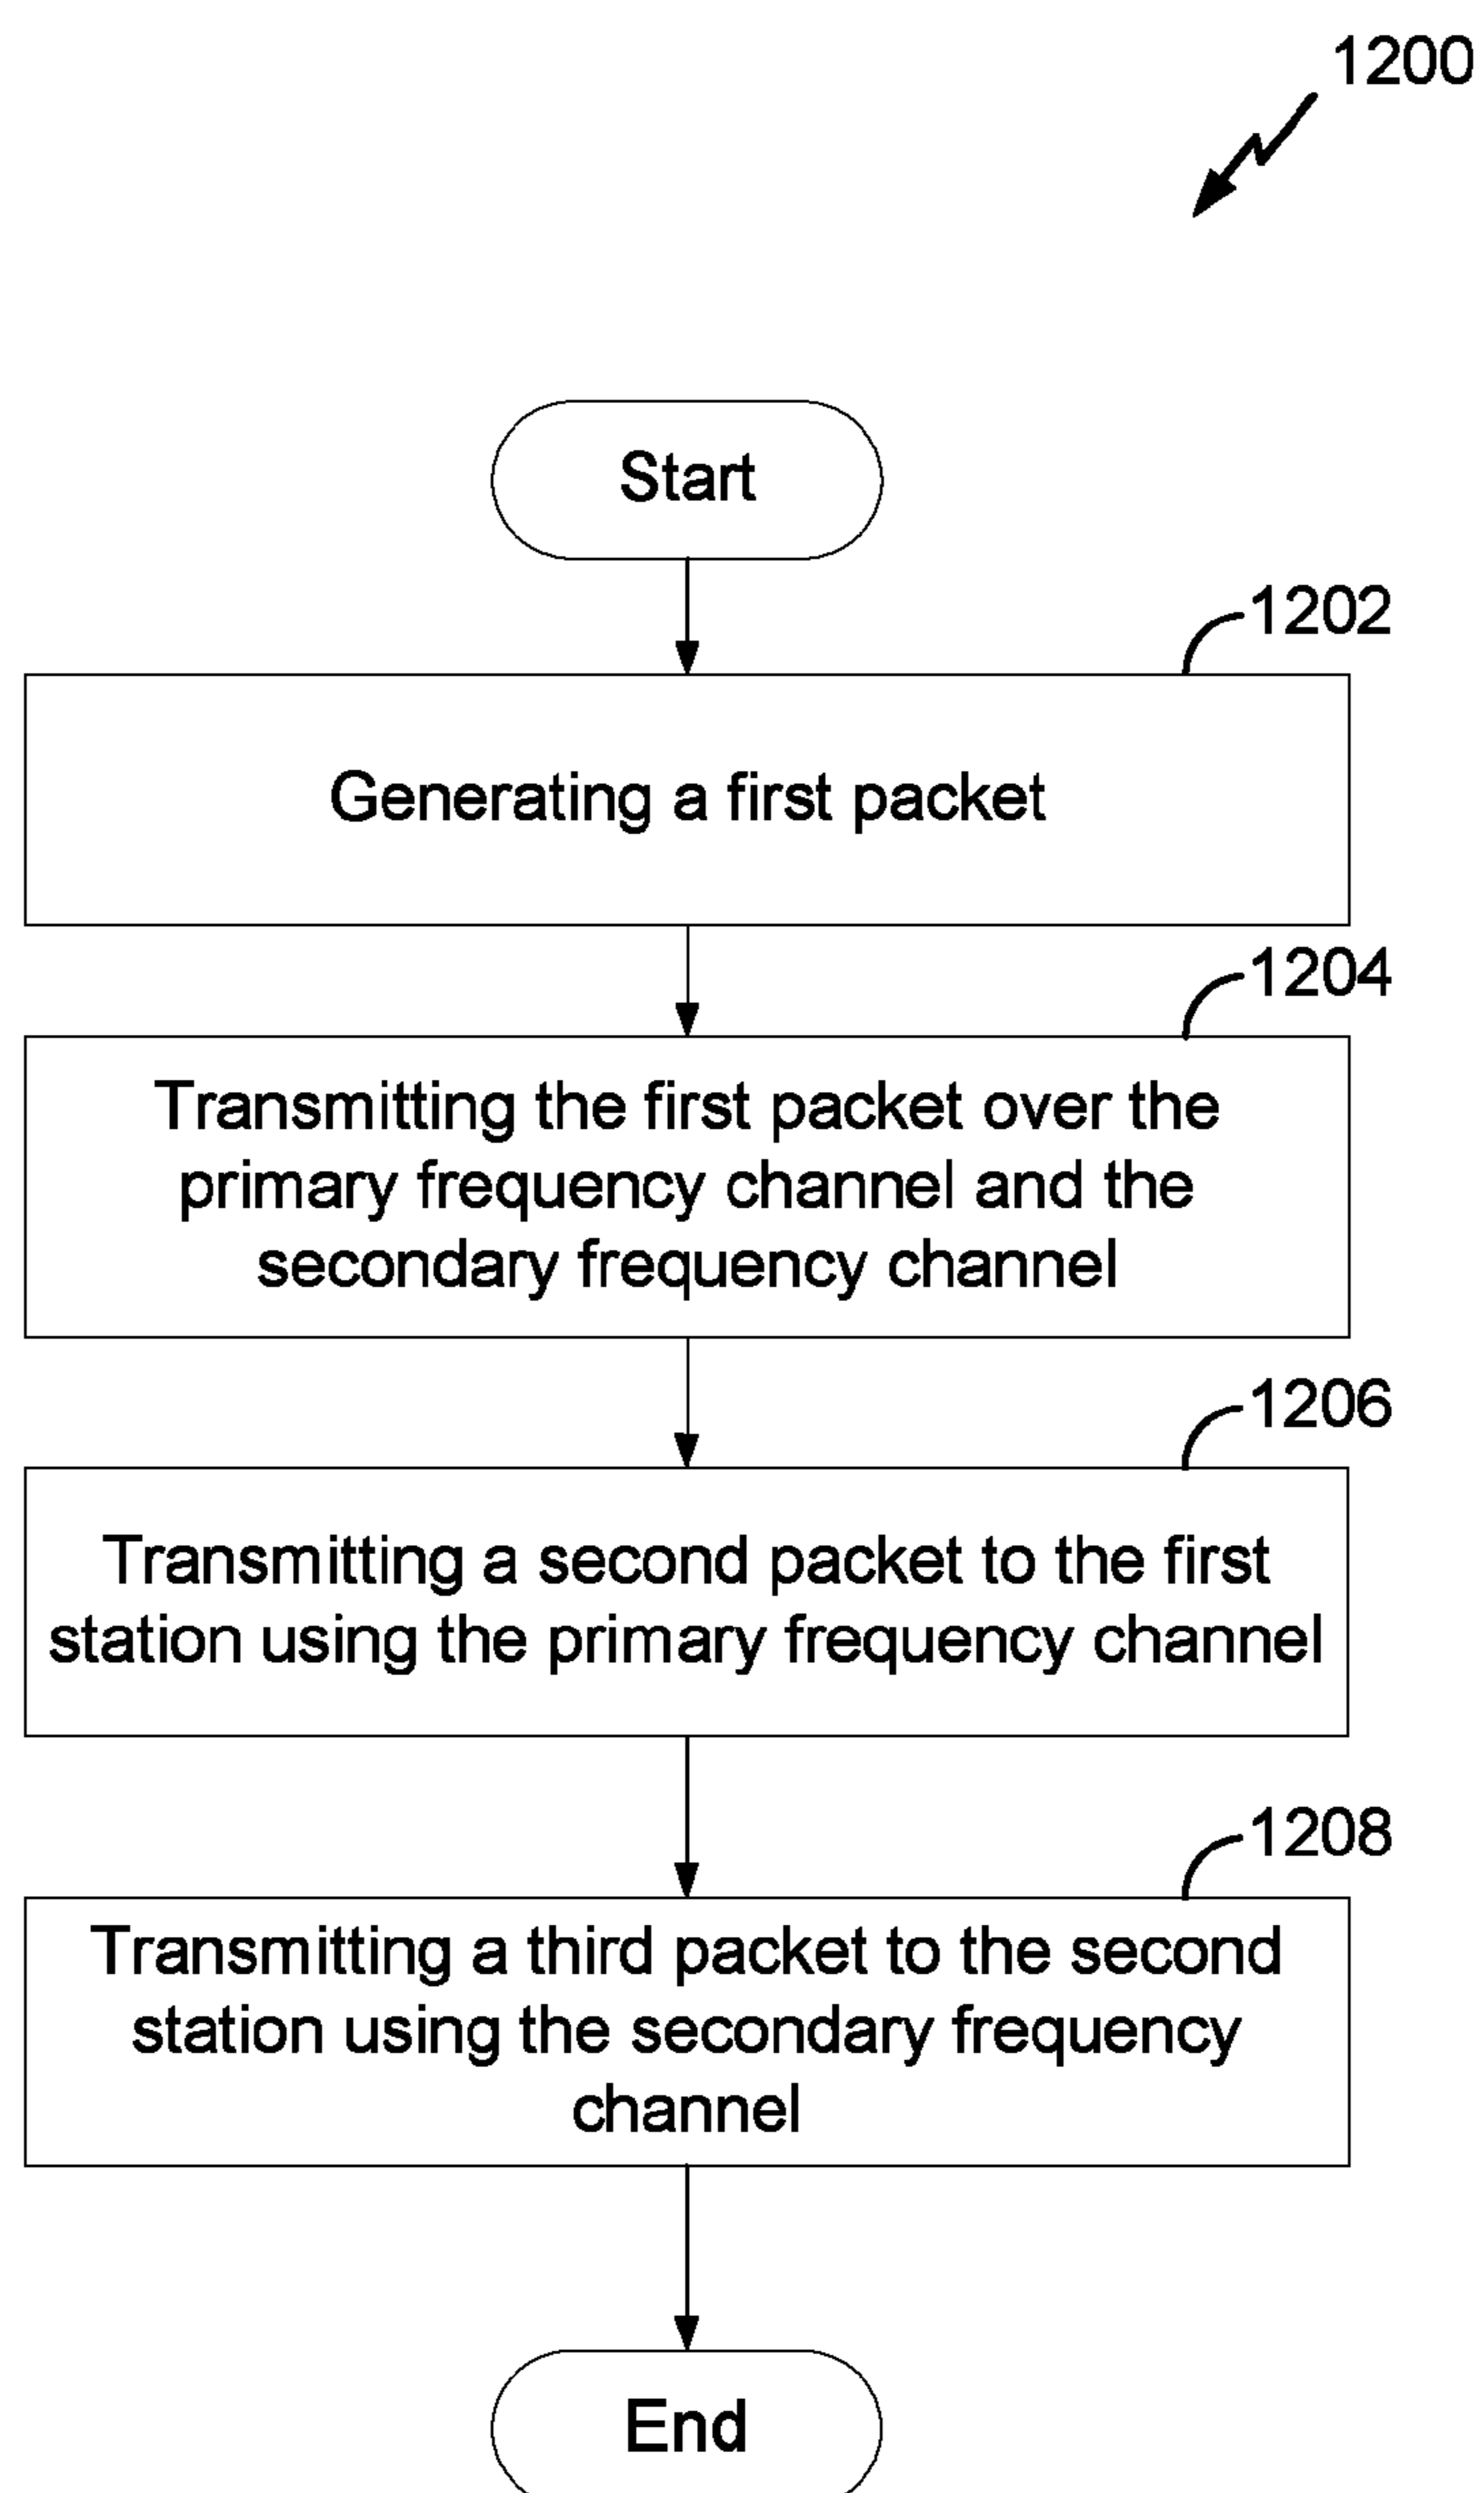 1200
Start
1202
Generating a first packet
1204
Transmitting the first packet over the
primary frequency channel and the
secondary frequency channel
1206
Transmitting a second packet to the first
station using the primary frequency channel
1208
Transmitting a third packet to the second
station using the secondary frequency
channel
End